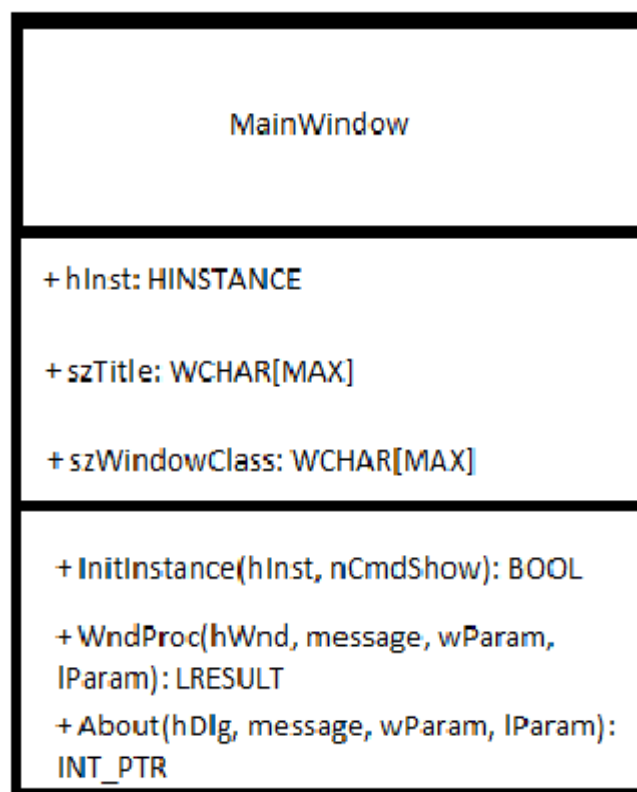 MainWindow
+ hInst: HINSTANCE
+ szTitle: WCHAR[MAX]
+ szWindowClass: WCHAR[MAX]
+ InitInstance(hInst, nCmdShow): BOOL
+ WndProc(hWnd, message, wParam,
lParam): LRESULT
+ About(hDlg, message, wParam, lParam):
INT_PTR